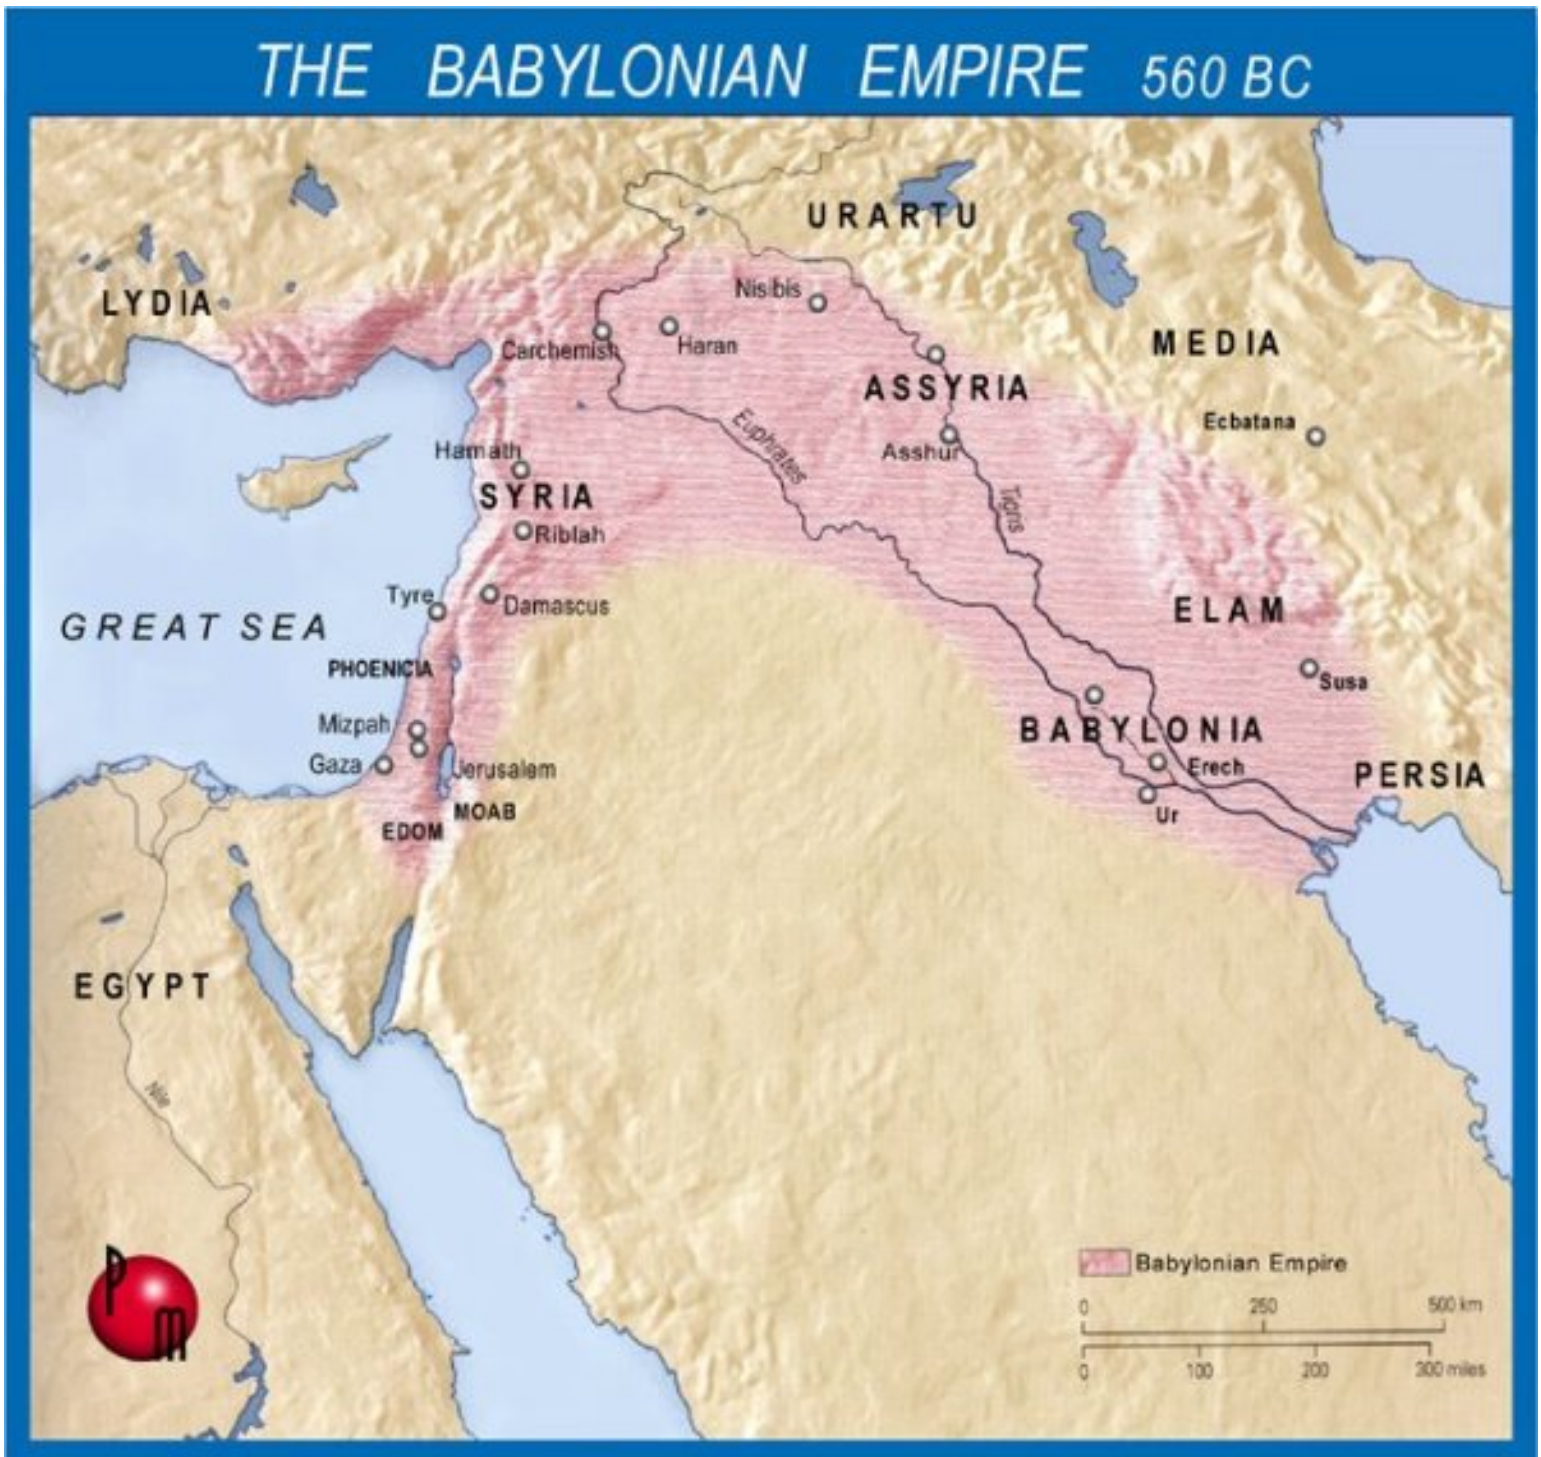 THE BABYLONIAN EMPIRE 560 BC
URARTU
Nisibis
LYDIA
MEDIA
Carchemish
Haran
ASSYRIA
Ecbatana
Euphrates
Hamath
Asshur
SYRIA
Tigris
Riblah
Tyre
Damascus
ELAM
GREAT SEA
PHOENICIA
Susa
Mizpah
BABYLONIA
Gaza
Jerusalem
Erech
PERSIA
MOAB
Ur
EDOM
EGYPT
Nile
P
M
Babylonian Empire
0 250 500 km
0 100 200 300 miles